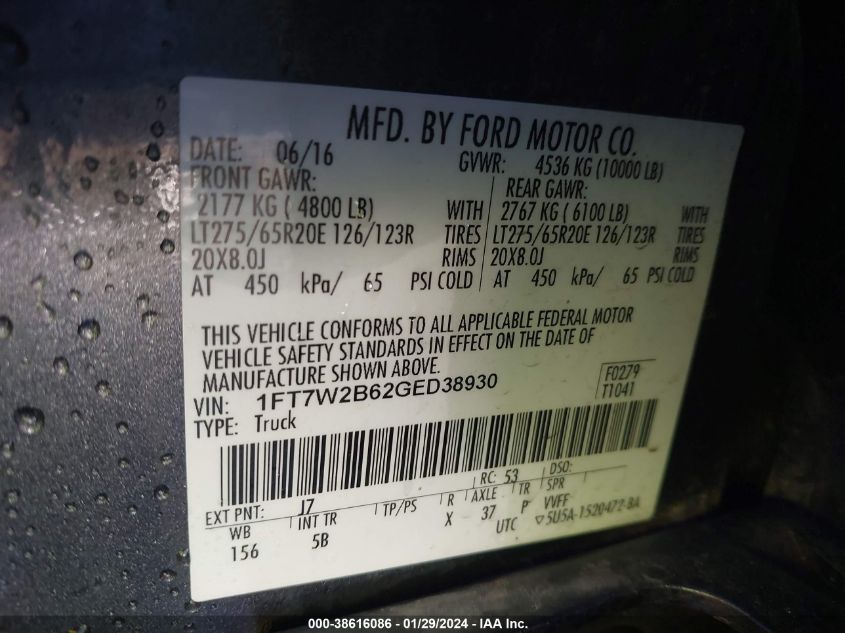 MFD. BY FORD MOTOR CO.
DATE: 06/16 GVWR: 4536 KG (10000 LB)
FRONT GAWR: REAR GAWR:
2177 KG ( 4800 LB) WITH 2767 KG ( 6100 LB) WITH
LT275/65R20E 126/123R TIRES LT275/65R20E 126/123R TIRES
20X8.0J RIMS 20X8.0J RIMS
AT 450 kPa/ 65 PSI COLD AT 450 kPa/ 65 PSI COLD
THIS VEHICLE CONFORMS TO ALL APPLICABLE FEDERAL MOTOR
VEHICLE SAFETY STANDARDS IN EFFECT ON THE DATE OF
MANUFACTURE SHOWN ABOVE.
VIN: 1FT7W2B62GED38930 F0279
TYPE: Truck T1041
EXT PNT: J7 RC: 53 DSO:
WB INT TR TP/PS R AXLE TR SPR
156 5B X 37 P VVFF
UTC ▽5U5A-1520472-BA
000-38616086 - 01/29/2024 - IAA Inc.